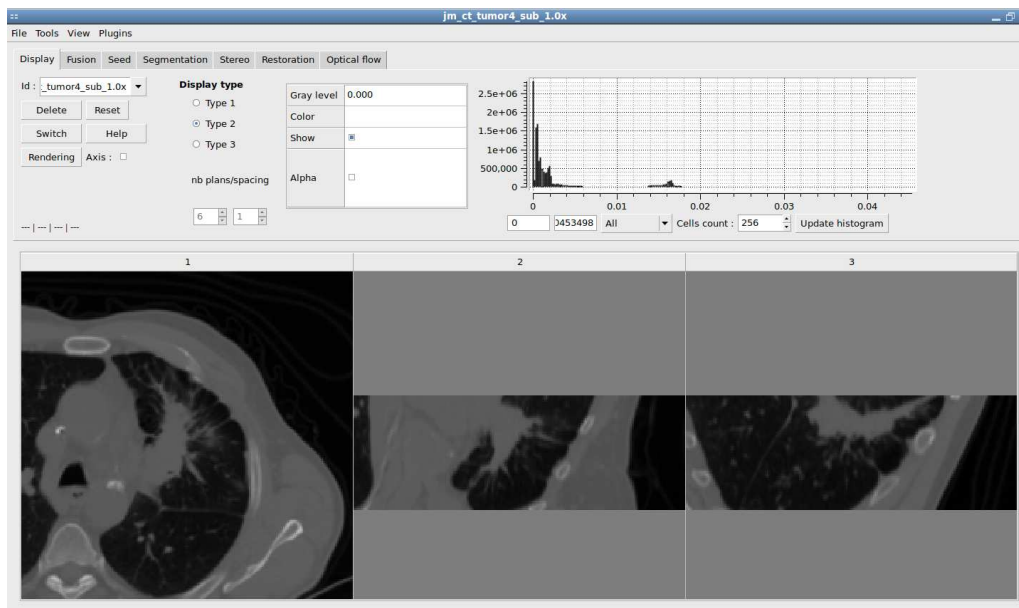 jm_ct_tumor4_sub_1.0x
File Tools View Plugins
Display Fusion Seed Segmentation Stereo Restoration Optical flow
Id : :_tumor4_sub_1.0x
Delete Reset
Switch Help
Rendering Axis :
--- | --- | --- | ---
Display type
Type 1
Type 2
Type 3
nb plans/spacing
6 1
Gray level 0.000
Color
Show
Alpha
2.5e+06
2e+06
1.5e+06
1e+06
500,000
0
0 0.01 0.02 0.03 0.04
0 0453498 All Cells count : 256 Update histogram
1 2 3